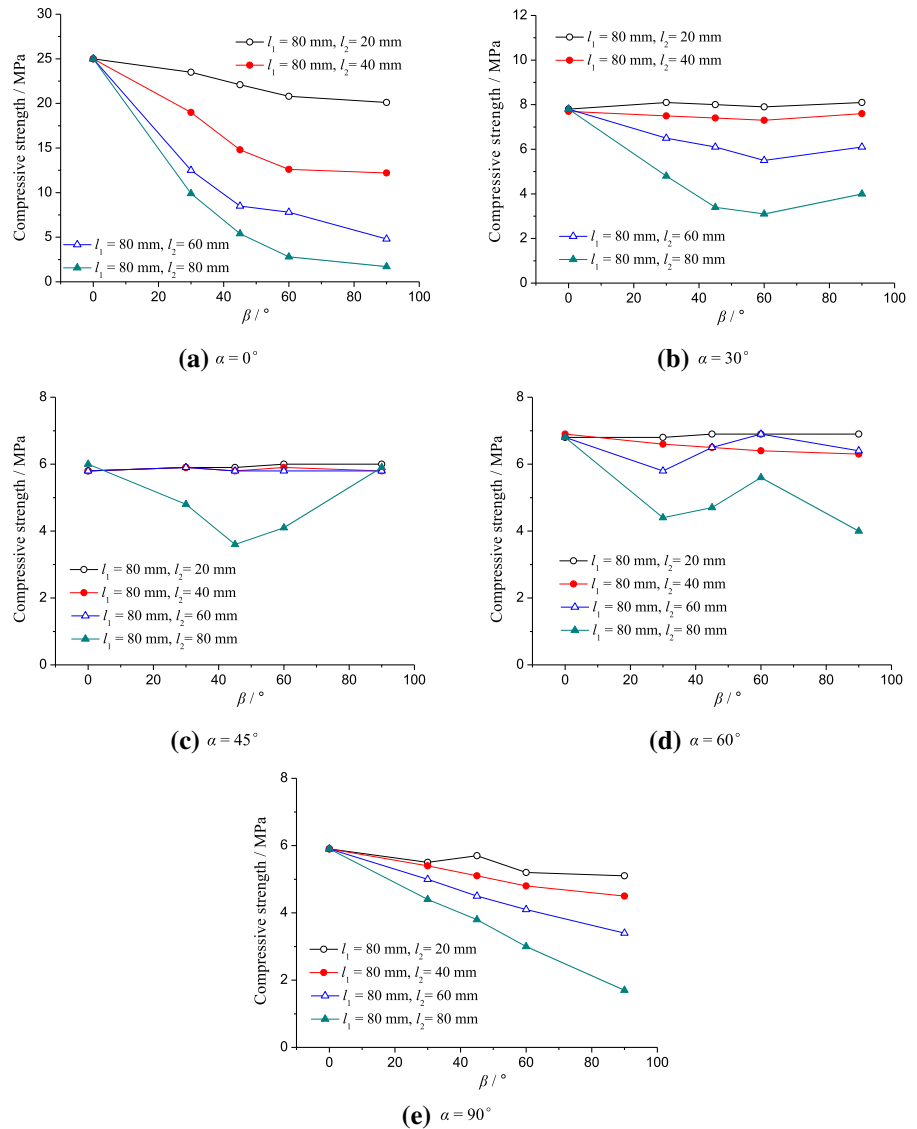 30
25
20
15
10
5
0
Compressive strength / MPa
l1 = 80 mm, l2 = 20 mm
l1 = 80 mm, l2 = 40 mm
l1 = 80 mm, l2= 60 mm
l1 = 80 mm, l2= 80 mm
0 20 40 60 80 100
β / °
(a) α = 0°
12
10
8
6
4
2
0
Compressive strength / MPa
l1 = 80 mm, l2 = 20 mm
l1 = 80 mm, l2 = 40 mm
l1 = 80 mm, l2= 60 mm
l1 = 80 mm, l2= 80 mm
0 20 40 60 80 100
β / °
(b) α = 30°
8
6
4
2
0
Compressive strength / MPa
l1 = 80 mm, l2= 20 mm
l1 = 80 mm, l2= 40 mm
l1 = 80 mm, l2= 60 mm
l1 = 80 mm, l2= 80 mm
0 20 40 60 80 100
β / °
(c) α = 45°
8
6
4
2
0
Compressive strength / MPa
l1 = 80 mm, l2= 20 mm
l1 = 80 mm, l2= 40 mm
l1 = 80 mm, l2= 60 mm
l1 = 80 mm, l2= 80 mm
0 20 40 60 80 100
β / °
(d) α = 60°
8
6
4
2
0
Compressive strength / MPa
l1 = 80 mm, l2= 20 mm
l1 = 80 mm, l2= 40 mm
l1 = 80 mm, l2= 60 mm
l1 = 80 mm, l2= 80 mm
0 20 40 60 80 100
β / °
(e) α = 90°